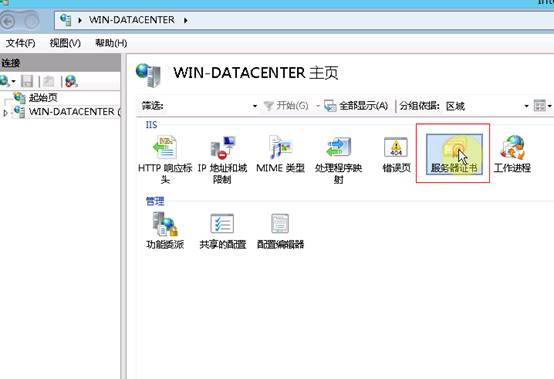 Inte
WIN-DATACENTER
文件(F) 视图(V) 帮助(H)
连接
起始页
WIN-DATACENTER (
WIN-DATACENTER 主页
筛选: 开始(G) 全部显示(A) 分组依据: 区域
IIS
HTTP 响应标头
IP 地址和域限制
MIME 类型
处理程序映射
错误页
404
服务器证书
工作进程
管理
功能委派
共享的配置
配置编辑器